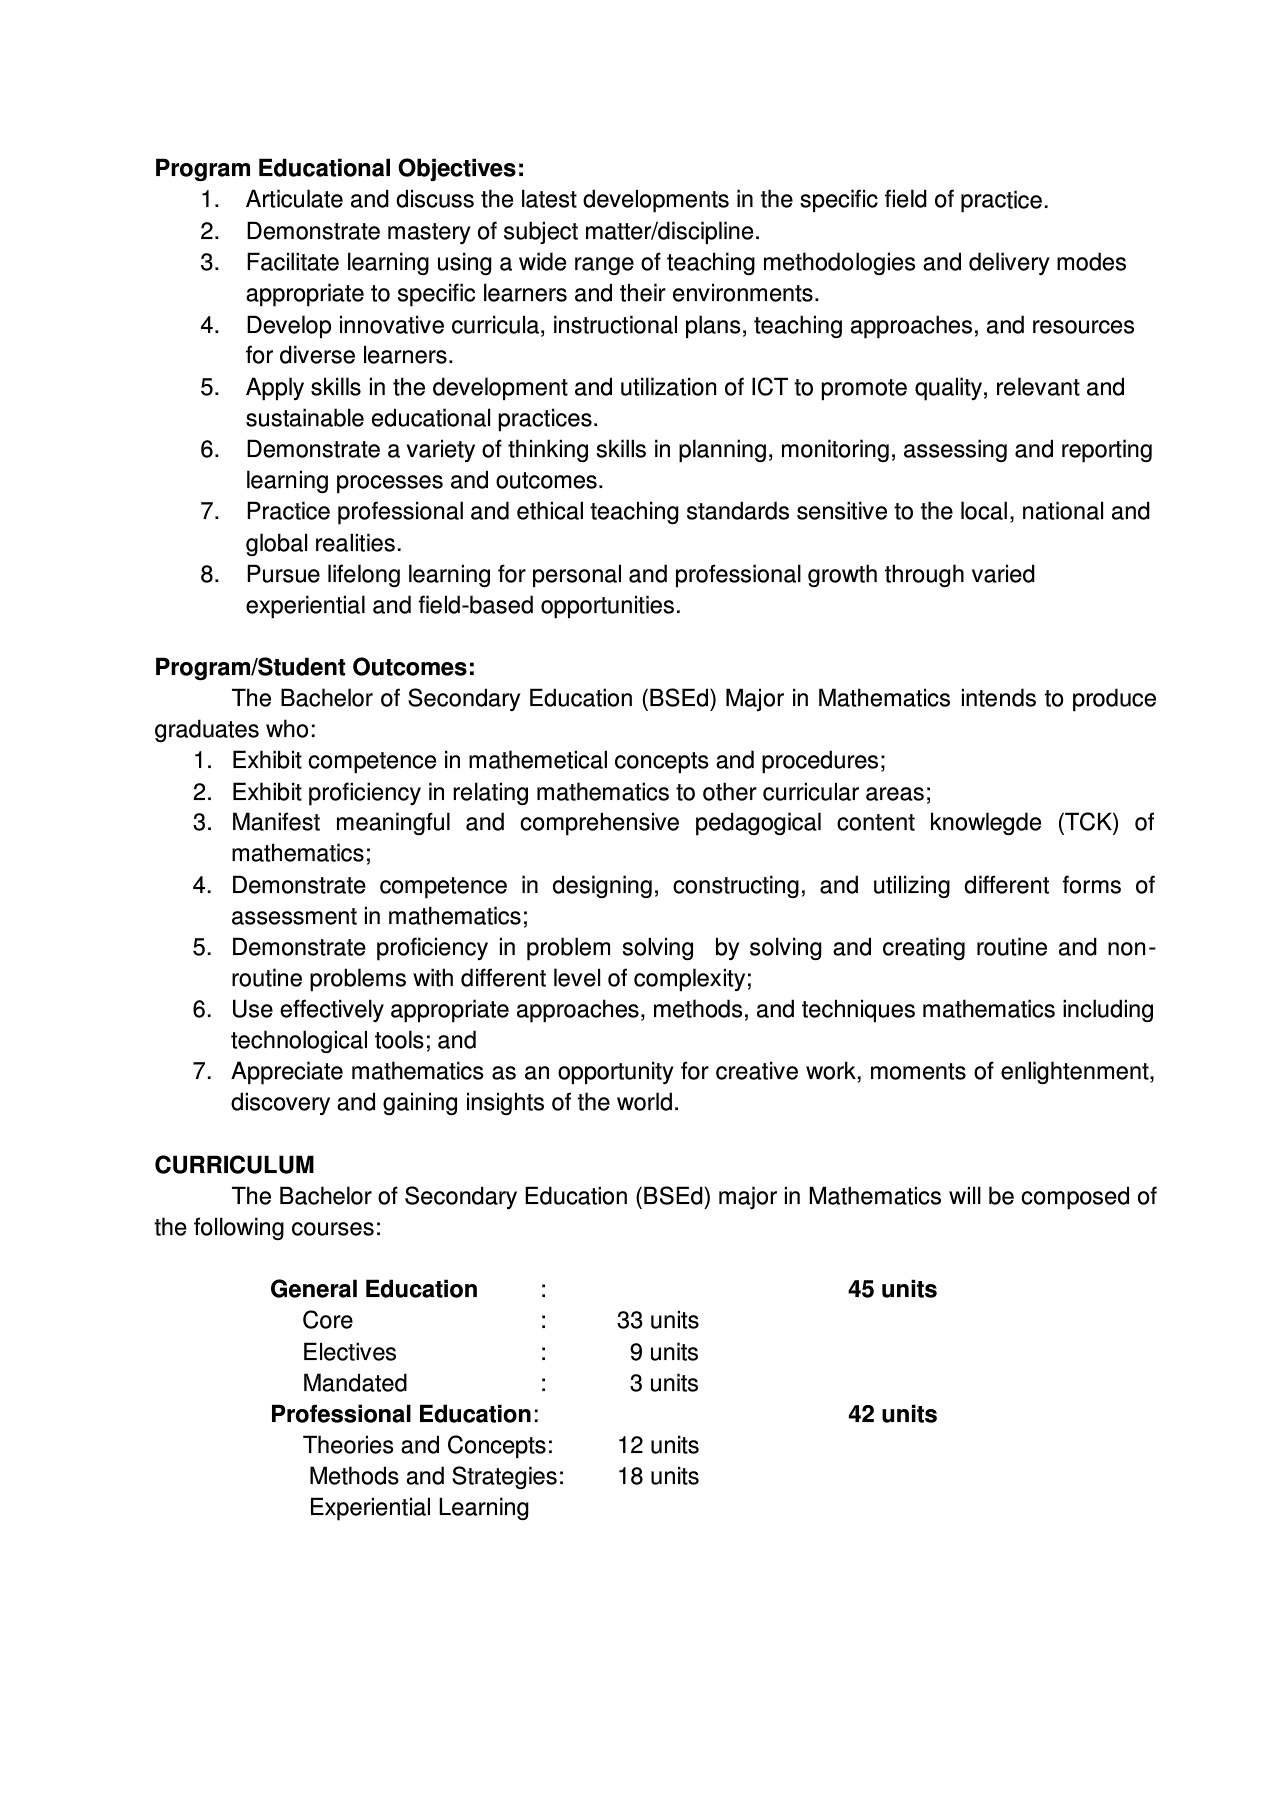 Program Educational Objectives:
1. Articulate and discuss the latest developments in the specific field of practice.
2. Demonstrate mastery of subject matter/discipline.
3. Facilitate learning using a wide range of teaching methodologies and delivery modes
appropriate to specific learners and their environments.
4. Develop innovative curricula, instructional plans, teaching approaches, and resources
for diverse learners.
5. Apply skills in the development and utilization of ICT to promote quality, relevant and
sustainable educational practices.
6. Demonstrate a variety of thinking skills in planning, monitoring, assessing and reporting
learning processes and outcomes.
7. Practice professional and ethical teaching standards sensitive to the local, national and
global realities.
8. Pursue lifelong learning for personal and professional growth through varied
experiential and field-based opportunities.
Program/Student Outcomes:
The Bachelor of Secondary Education (BSEd) Major in Mathematics intends to produce
graduates who:
1. Exhibit competence in mathemetical concepts and procedures;
2. Exhibit proficiency in relating mathematics to other curricular areas;
3. Manifest meaningful and comprehensive pedagogical content knowlegde (TCK) of
mathematics;
4. Demonstrate competence in designing, constructing, and utilizing different forms of
assessment in mathematics;
5. Demonstrate proficiency in problem solving by solving and creating routine and non-
routine problems with different level of complexity;
6. Use effectively appropriate approaches, methods, and techniques mathematics including
technological tools; and
7. Appreciate mathematics as an opportunity for creative work, moments of enlightenment,
discovery and gaining insights of the world.
CURRICULUM
The Bachelor of Secondary Education (BSEd) major in Mathematics will be composed of
the following courses:
General Education : 45 units
Core : 33 units
Electives : 9 units
Mandated : 3 units
Professional Education: 42 units
Theories and Concepts: 12 units
Methods and Strategies: 18 units
Experiential Learning